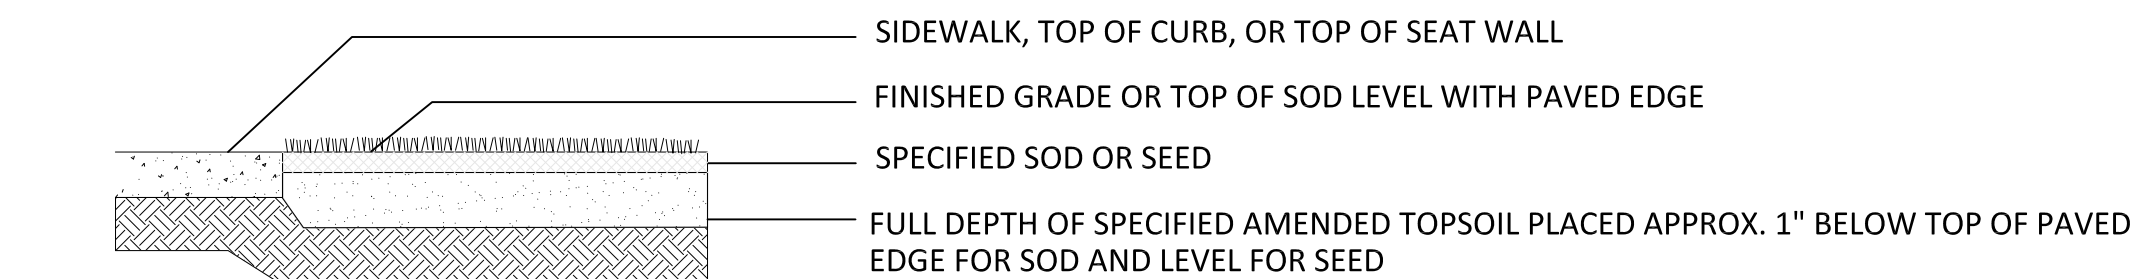 SIDEWALK, TOP OF CURB, OR TOP OF SEAT WALL
FINISHED GRADE OR TOP OF SOD LEVEL WITH PAVED EDGE
SPECIFIED SOD OR SEED
FULL DEPTH OF SPECIFIED AMENDED TOPSOIL PLACED APPROX. 1" BELOW TOP OF PAVED
EDGE FOR SOD AND LEVEL FOR SEED